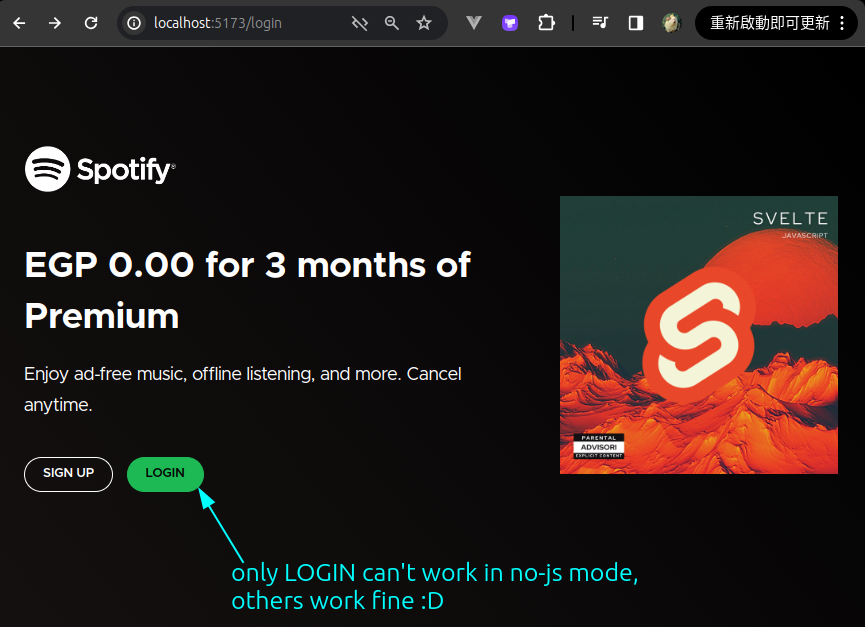 localhost:5173/login
重新啟動即可更新
Spotify®
SVELTE
JAVASCRIPT
EGP 0.00 for 3 months of
Premium
Enjoy ad-free music, offline listening, and more. Cancel
anytime.
PARENTAL
ADVISORI
EXPLICIT CONTENT
SIGN UP
LOGIN
only LOGIN can't work in no-js mode,
others work fine :D